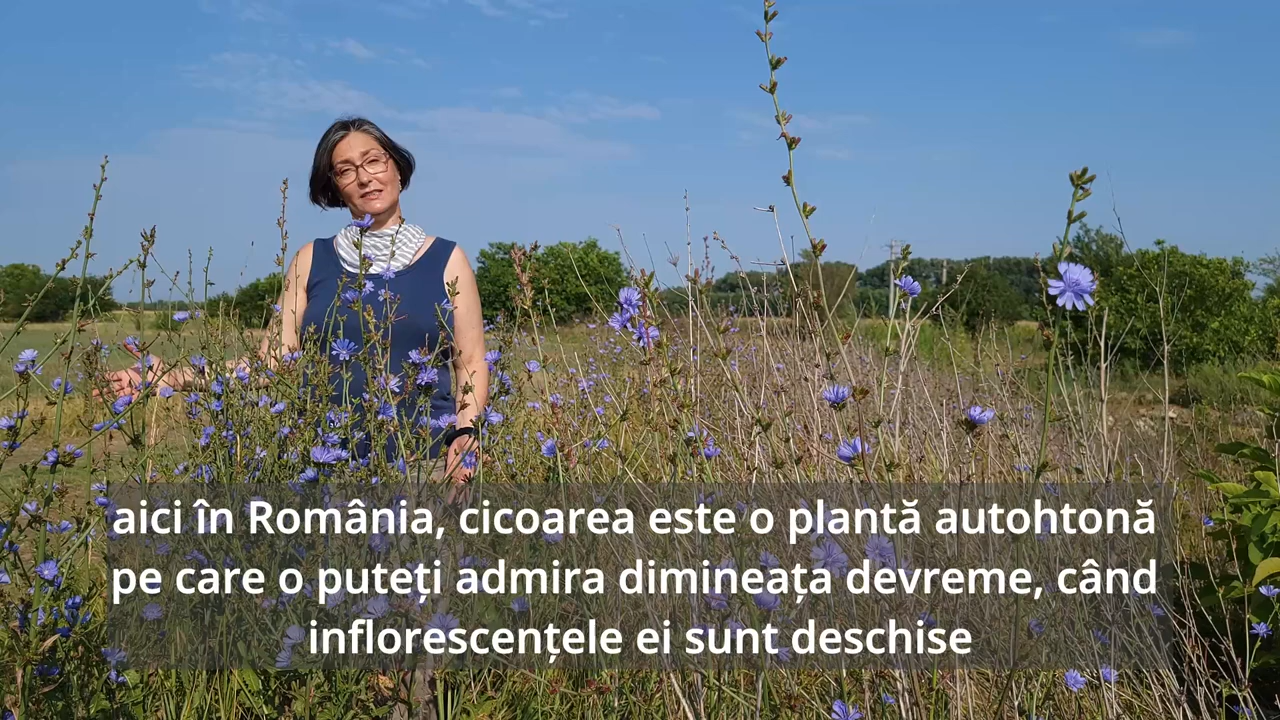 aici în România, cicoarea este o plantă autohtonă
pe care o puteți admira dimineața devreme, când
inflorescențele ei sunt deschise